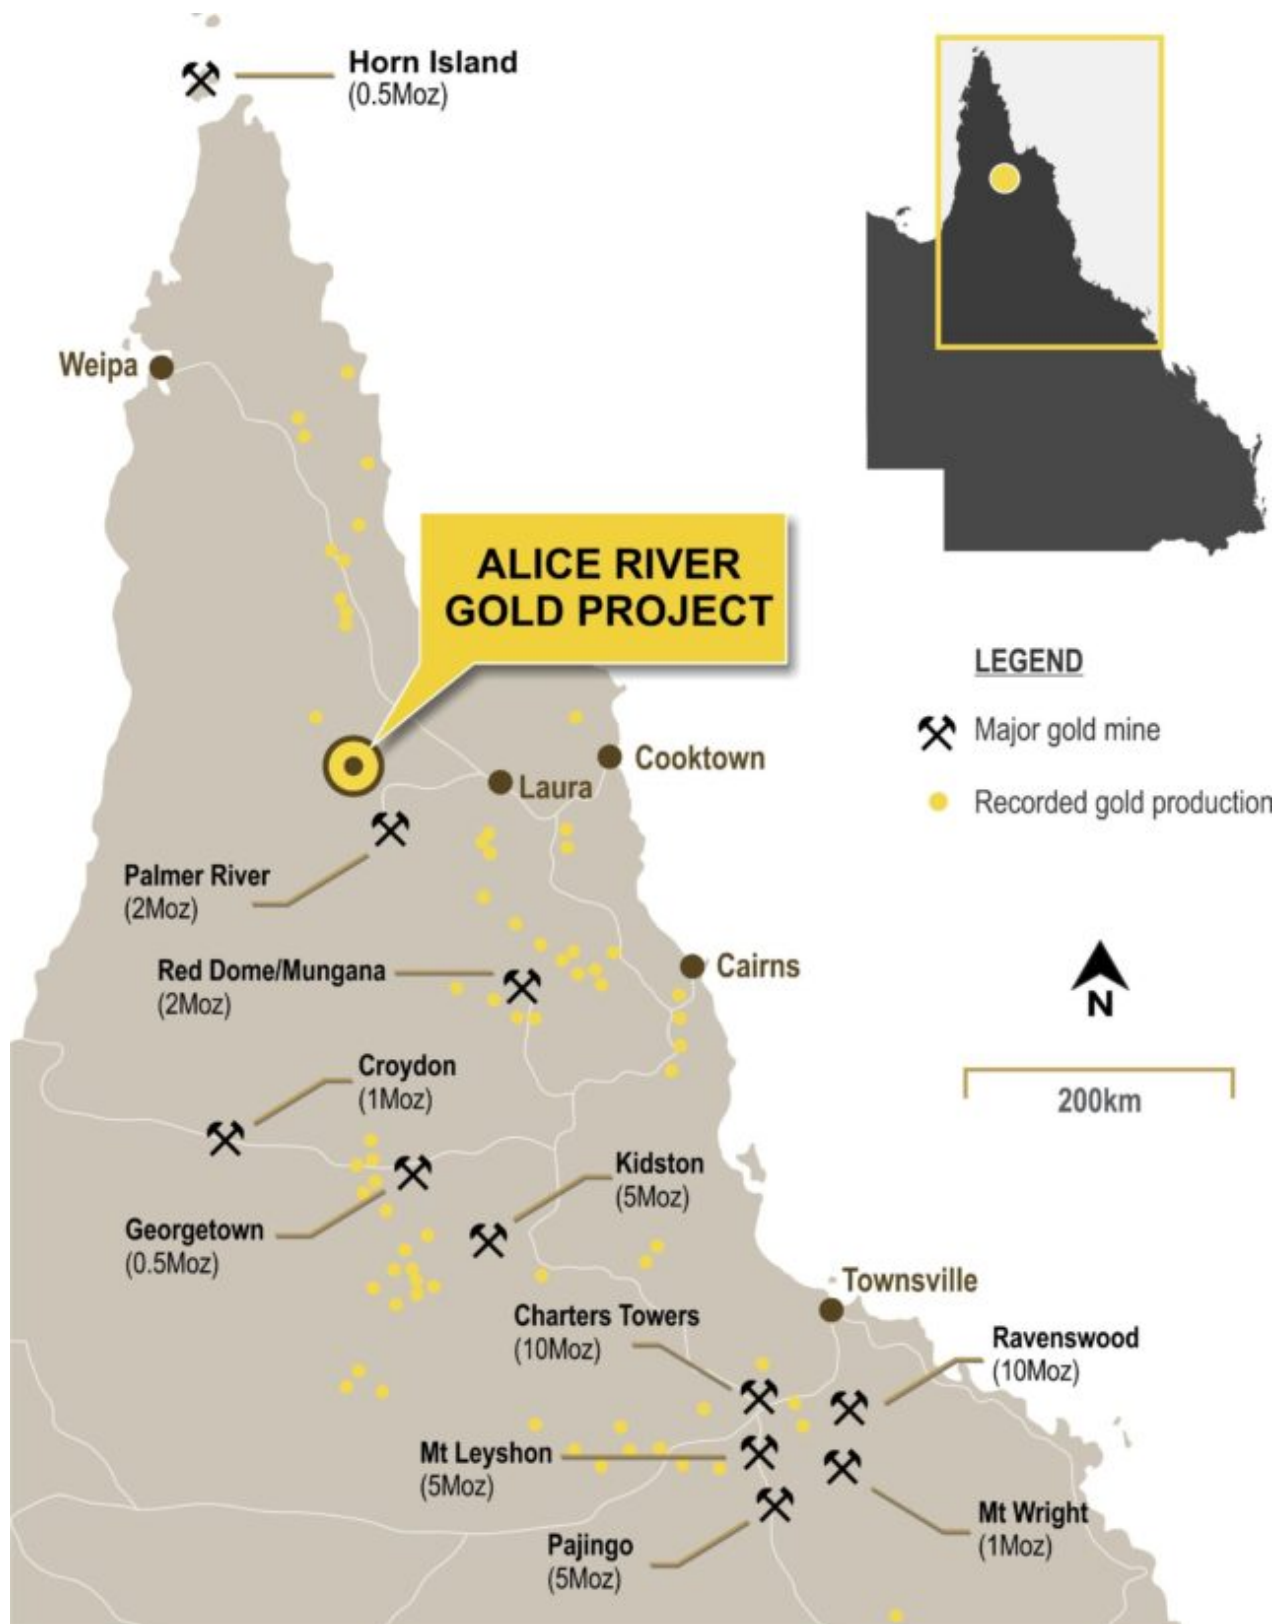 Horn Island
(0.5Moz)
Weipa
ALICE RIVER
GOLD PROJECT
LEGEND
Major gold mine
Recorded gold production
Cooktown
Laura
Palmer River
(2Moz)
Red Dome/Mungana
(2Moz)
Cairns
N
200km
Croydon
(1Moz)
Kidston
(5Moz)
Georgetown
(0.5Moz)
Townsville
Charters Towers
(10Moz)
Ravenswood
(10Moz)
Mt Leyshon
(5Moz)
Mt Wright
(1Moz)
Pajingo
(5Moz)